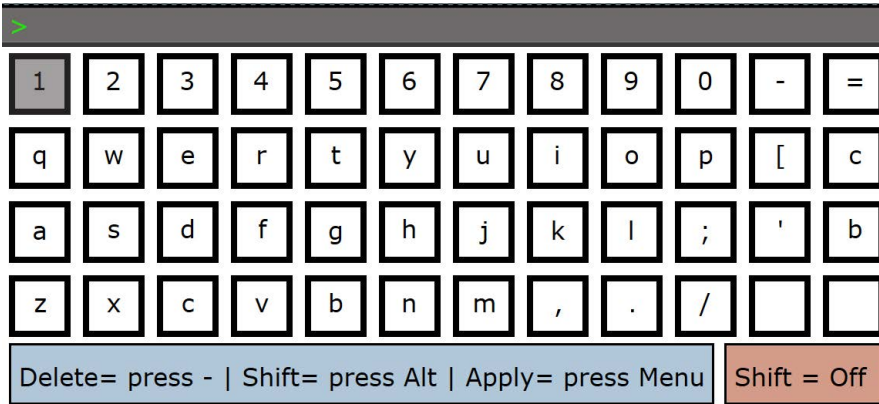 >
1 2 3 4 5 6 7 8 9 0 - =
q w e r t y u i o p [ c
a s d f g h j k l ; ' b
z x c v b n m , . /
Delete= press - | Shift= press Alt | Apply= press Menu Shift = Off